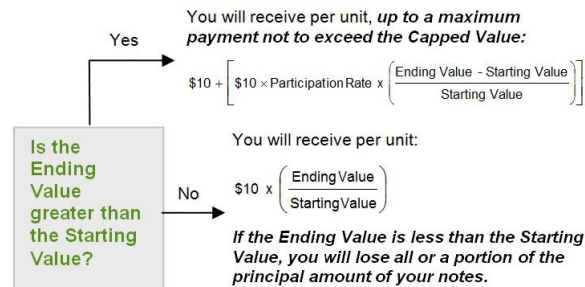 You will receive per unit, up to a maximum
payment not to exceed the Capped Value:
Yes
$10 + [ $10 × Participation Rate x ( Ending Value - Starting Value / Starting Value ) ]
Is the
Ending
Value
greater than
the Starting
Value?
No
You will receive per unit:
$10 x ( Ending Value / Starting Value )
If the Ending Value is less than the Starting
Value, you will lose all or a portion of the
principal amount of your notes.